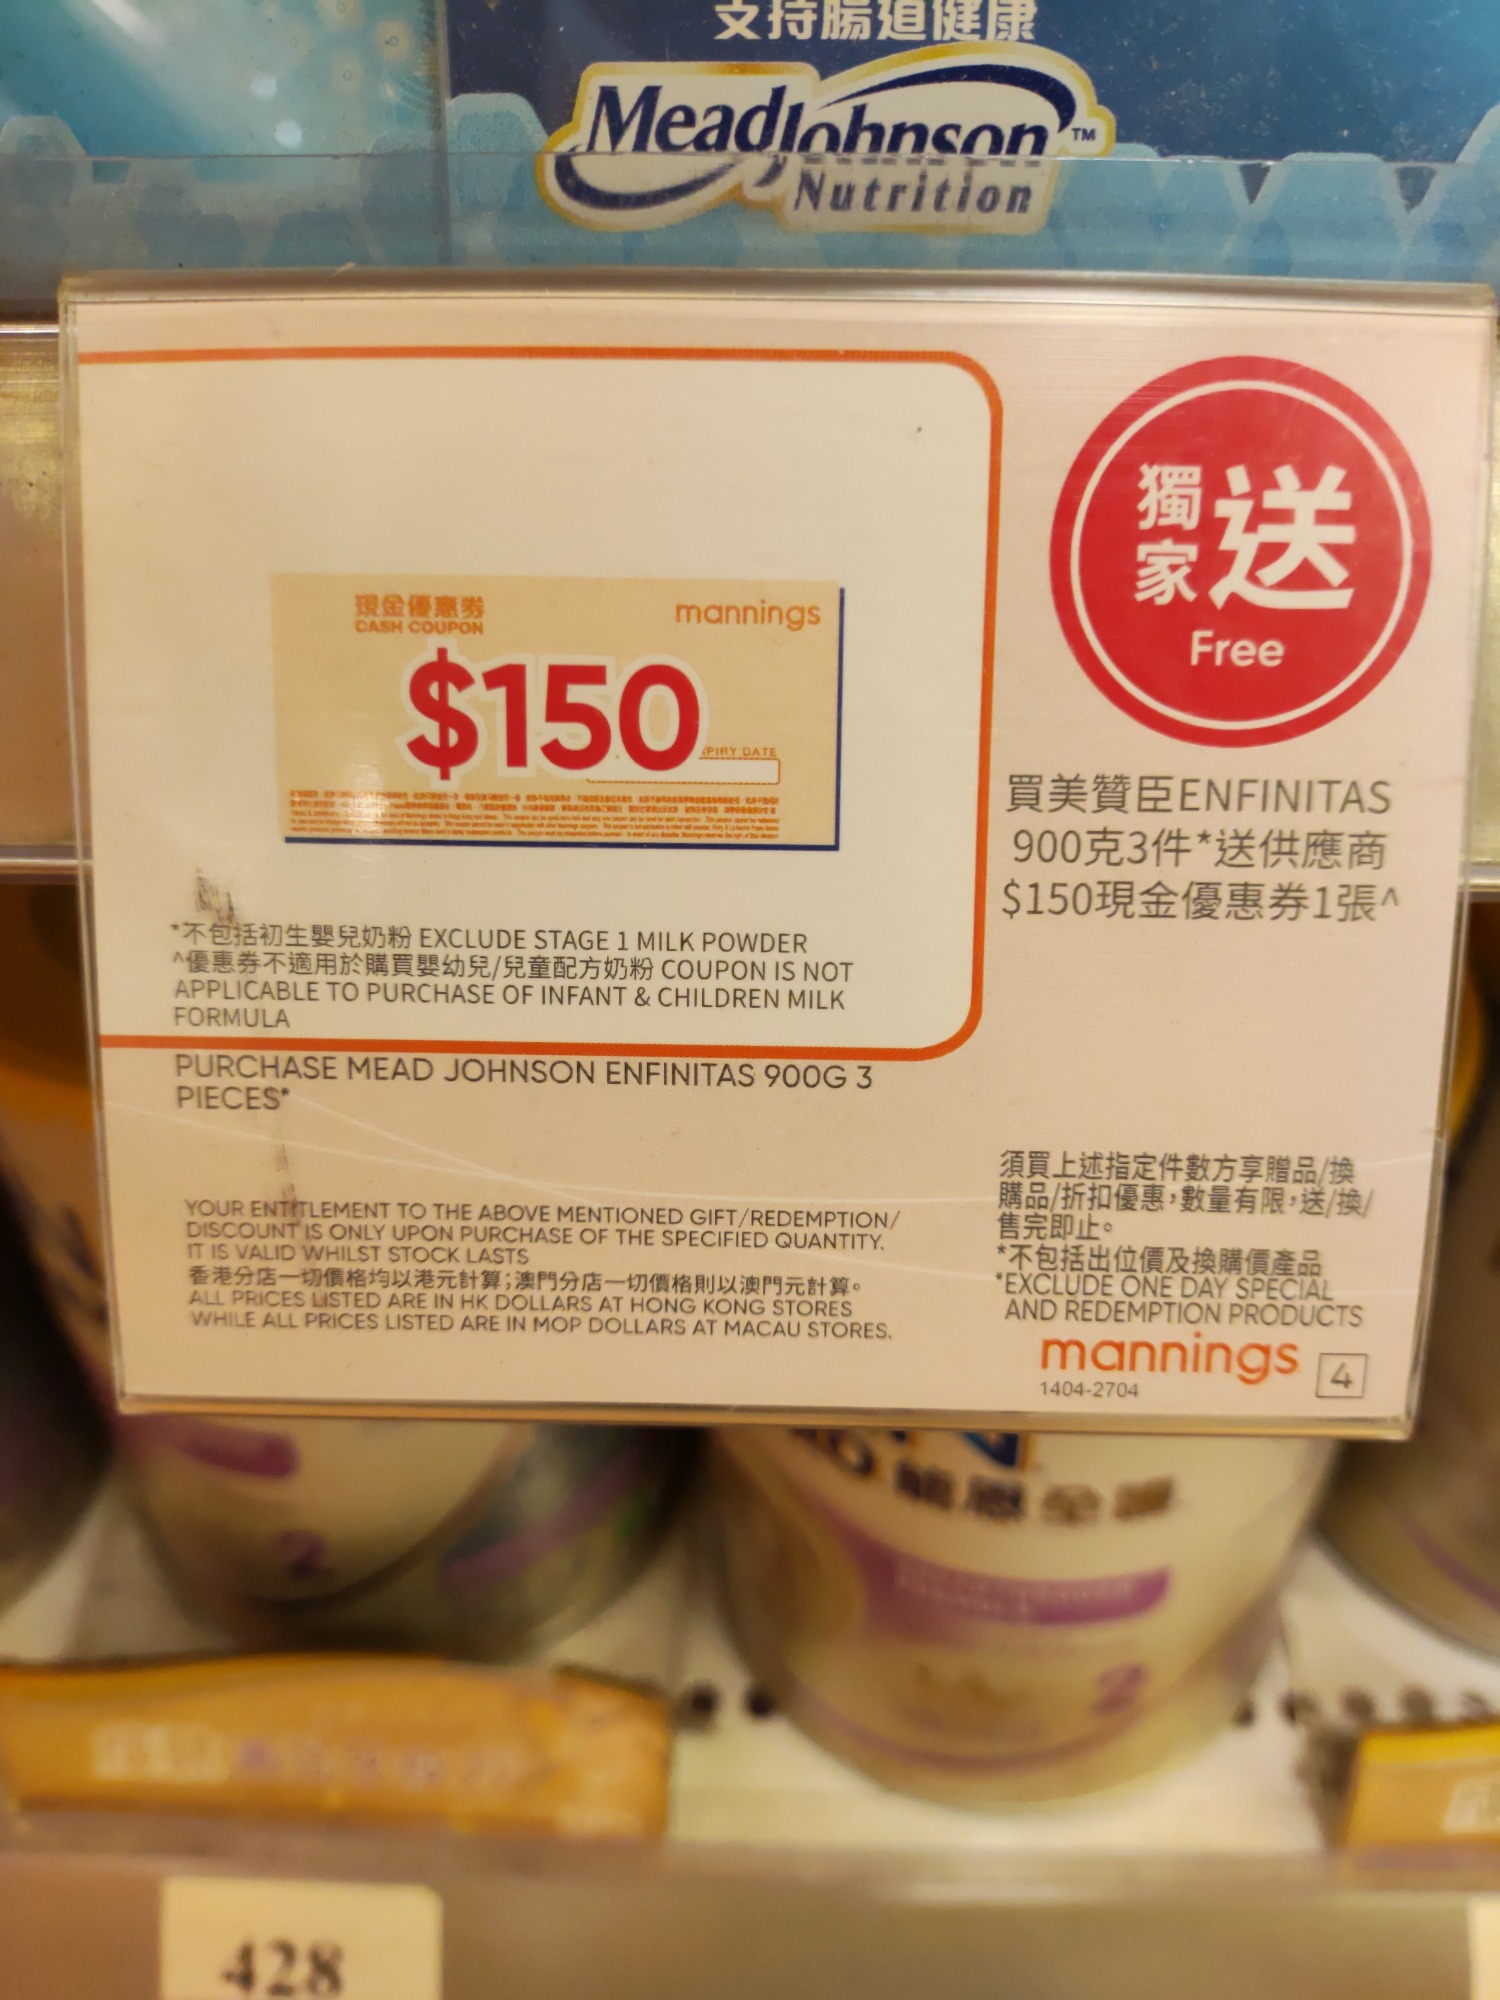 支持腸道健康
MeadJohnson™
Nutrition
獨家送
Free
現金優惠券
CASH COUPON
mannings
$150
PIRY DATE
買美贊臣ENFINITAS
900克3件*送供應商
$150現金優惠券1張^
*不包括初生嬰兒奶粉 EXCLUDE STAGE 1 MILK POWDER
^優惠券不適用於購買嬰幼兒/兒童配方奶粉 COUPON IS NOT
APPLICABLE TO PURCHASE OF INFANT & CHILDREN MILK
FORMULA
PURCHASE MEAD JOHNSON ENFINITAS 900G 3
PIECES*
YOUR ENTITLEMENT TO THE ABOVE MENTIONED GIFT/REDEMPTION/
DISCOUNT IS ONLY UPON PURCHASE OF THE SPECIFIED QUANTITY.
IT IS VALID WHILST STOCK LASTS
香港分店一切價格均以港元計算;澳門分店一切價格則以澳門元計算。
ALL PRICES LISTED ARE IN HK DOLLARS AT HONG KONG STORES
WHILE ALL PRICES LISTED ARE IN MOP DOLLARS AT MACAU STORES.
須買上述指定件數方享贈品/換
購品/折扣優惠,數量有限,送/換/
售完即止。
*不包括出位價及換購價產品
*EXCLUDE ONE DAY SPECIAL
AND REDEMPTION PRODUCTS
mannings
1404-2704
4
2
2
428